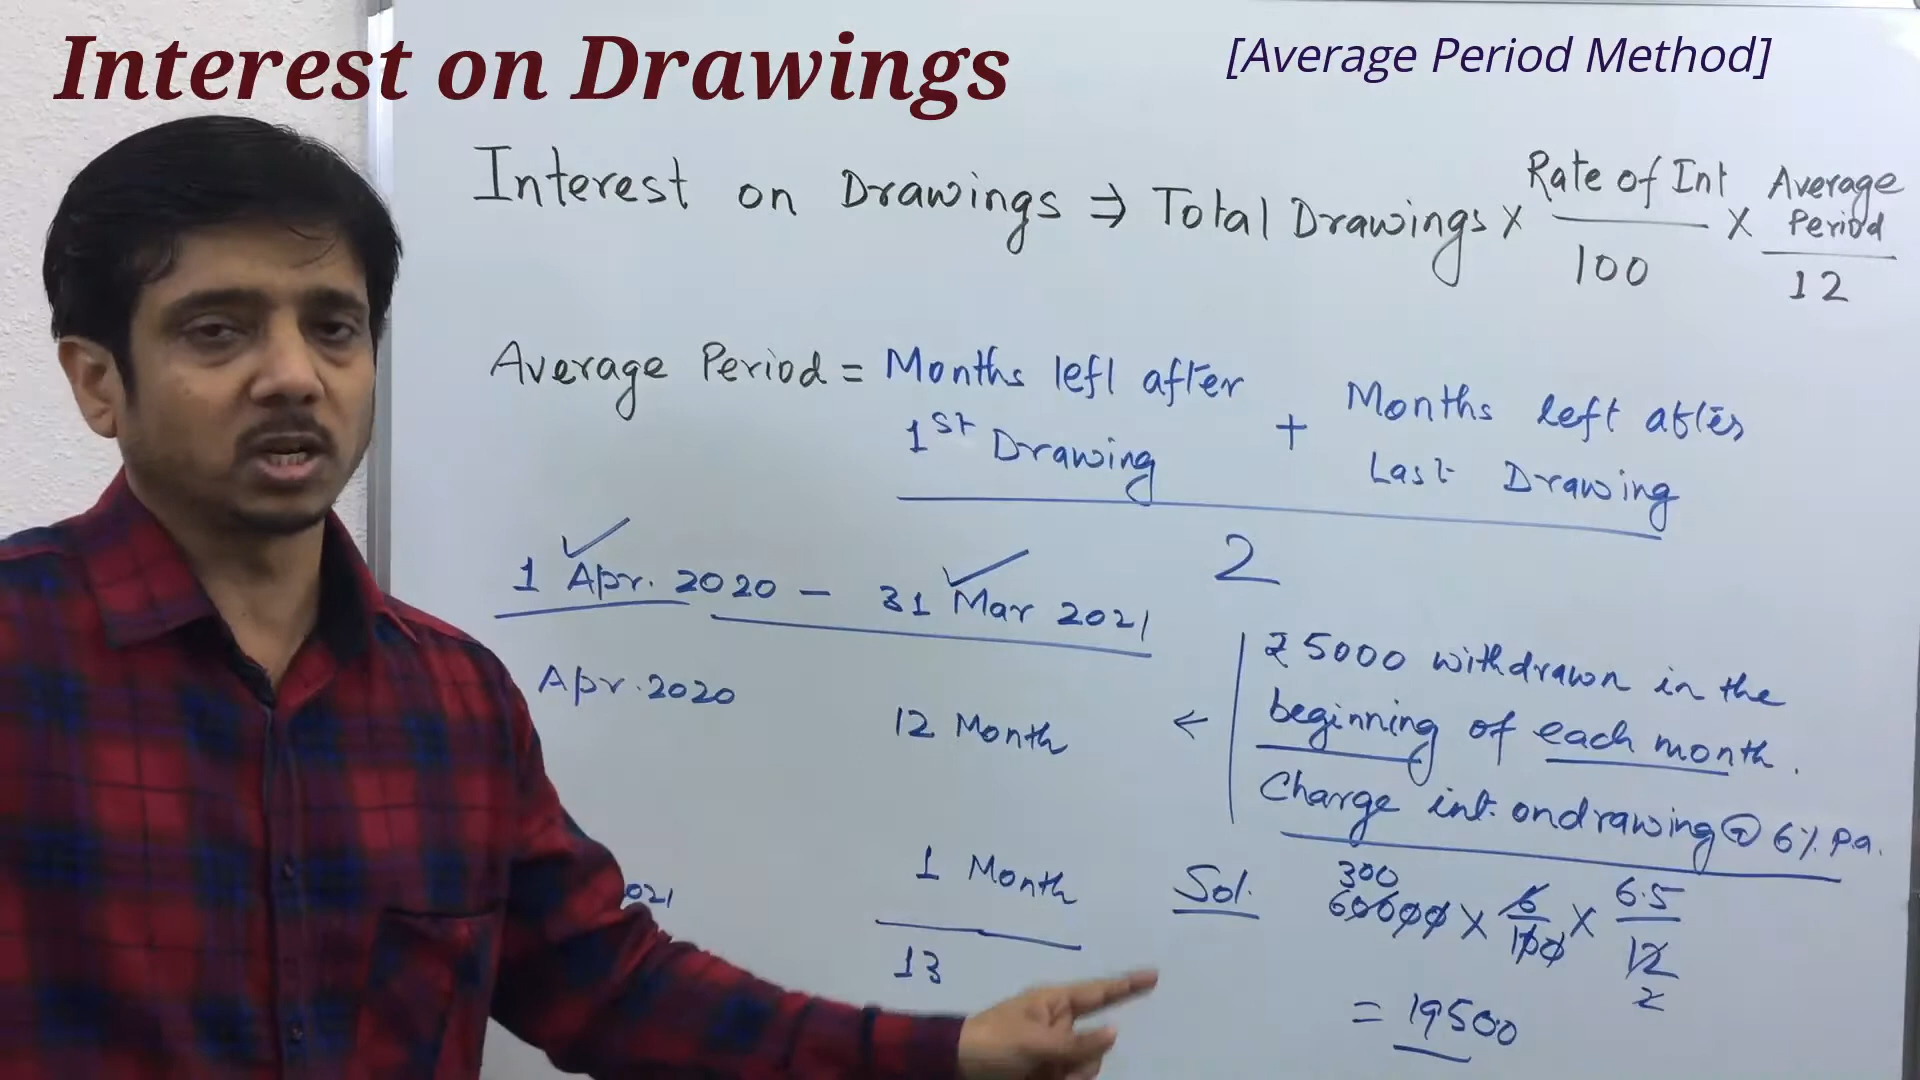 Interest on Drawings
[Average Period Method]
Interest on Drawings ⇒ Total Drawings × Rate of Int / 100 × Average Period / 12
Average Period = Months left after 1st Drawing + Months left after Last Drawing
2
1 Apr. 2020 – 31 Mar 2021
Apr. 2020
12 Month ←
₹ 5000 withdrawn in the
beginning of each month.
Charge int. on drawing @ 6% p.a.
1 Month
021
13
Sol.
300
60000 × 6/100 × 6.5/12
2
= 19500